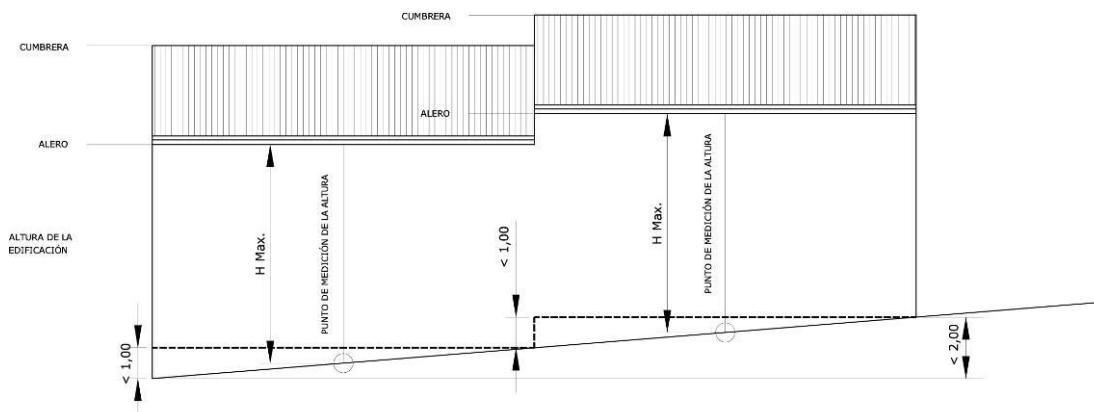 CUMBRERA
CUMBRERA
ALERO
ALERO
ALTURA DE LA
EDIFICACIÓN
H Max.
PUNTO DE MEDICIÓN DE LA ALTURA
H Max.
PUNTO DE MEDICIÓN DE LA ALTURA
< 1,00
< 1,00
< 2,00